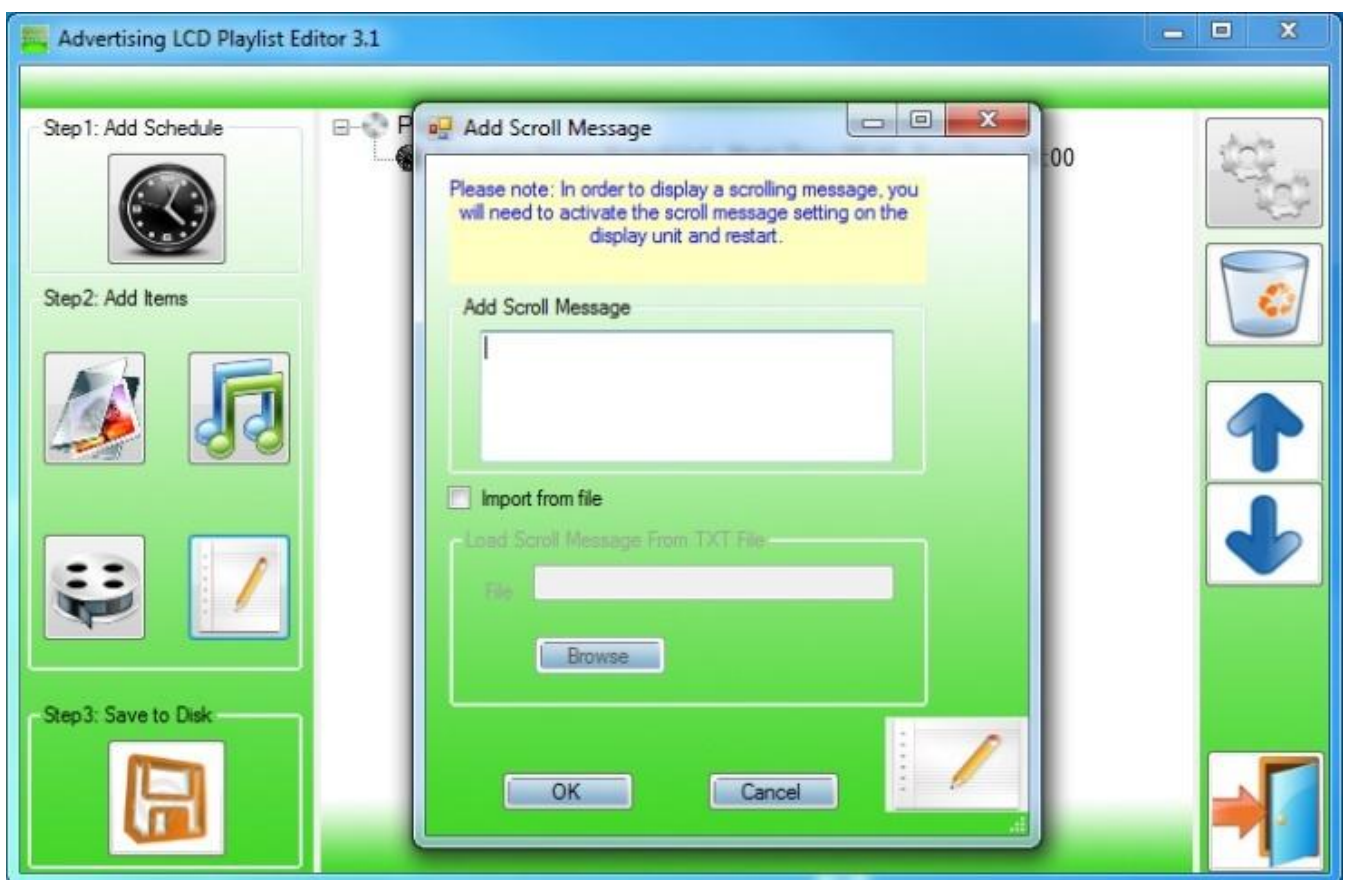 Advertising LCD Playlist Editor 3.1
Step1: Add Schedule
P
:00
Step2: Add Items
Step3: Save to Disk
Add Scroll Message
Please note: In order to display a scrolling message, you
will need to activate the scroll message setting on the
display unit and restart.
Add Scroll Message
Import from file
Load Scroll Message From TXT File
File
Browse
OK
Cancel